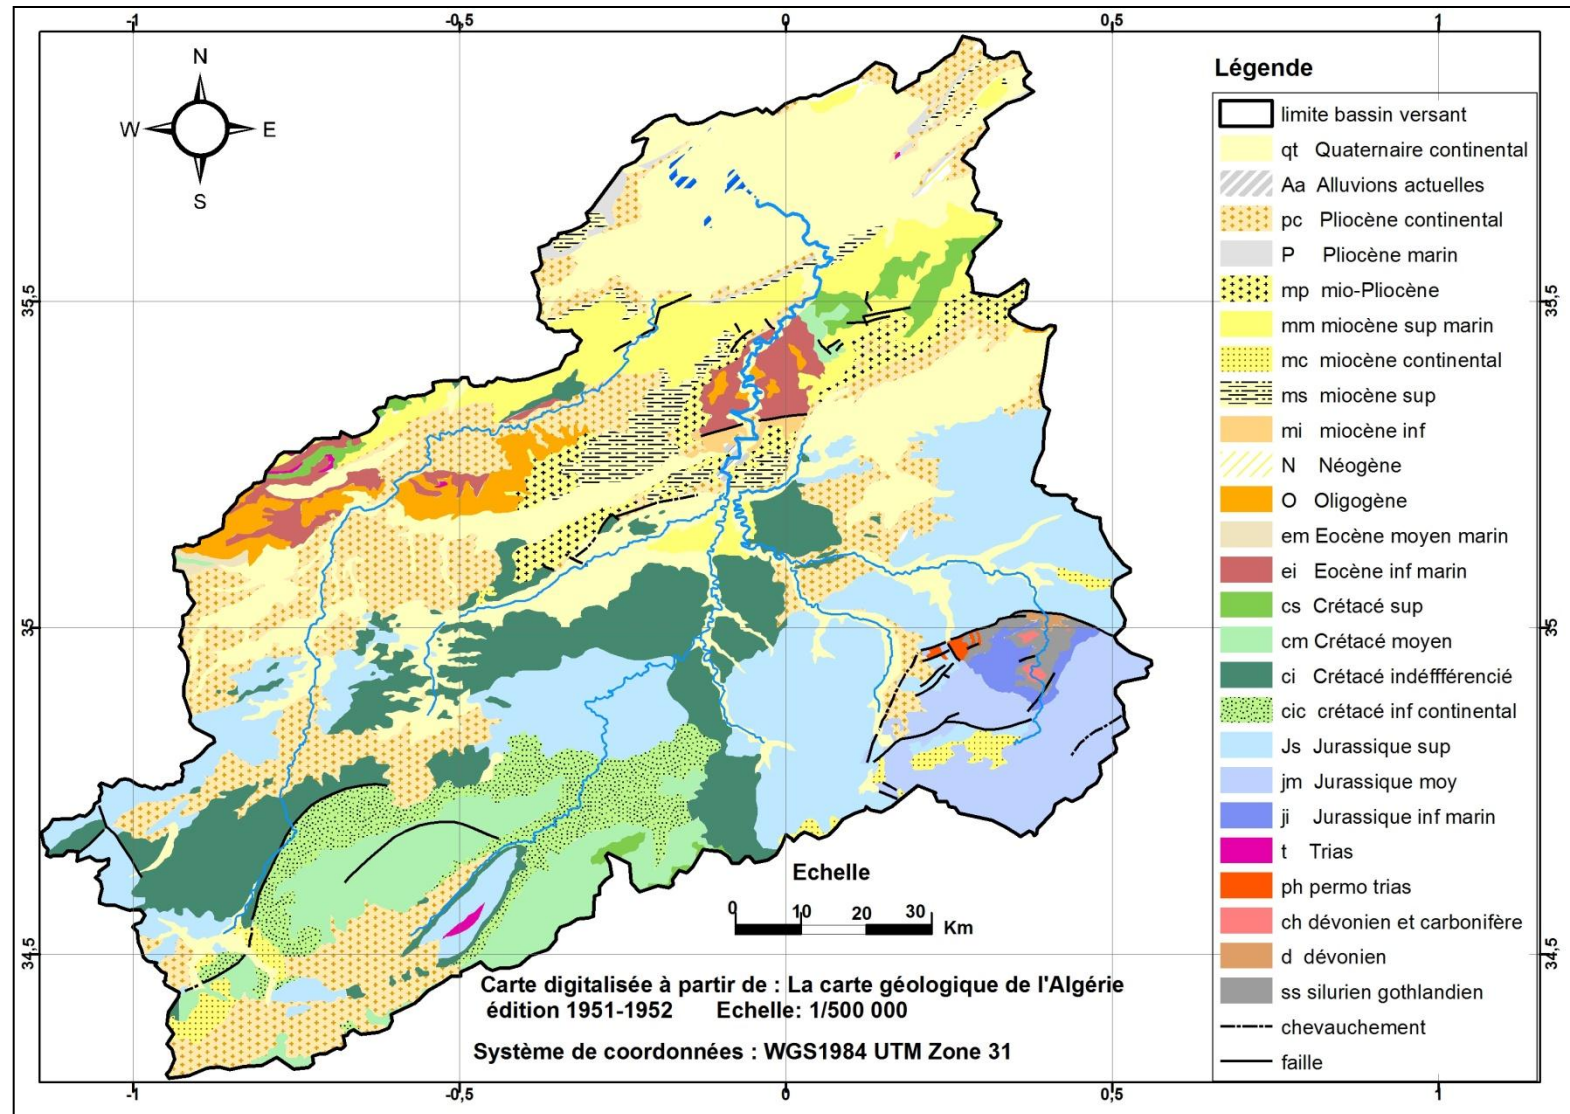 -1 -0,5 0 0,5 1
N
W E
S
35,5 35,5
35 35
34,5 34,5
Légende
limite bassin versant
qt Quaternaire continental
Aa Alluvions actuelles
pc Pliocène continental
P Pliocène marin
mp mio-Pliocène
mm miocène sup marin
mc miocène continental
ms miocène sup
mi miocène inf
N Néogène
O Oligogène
em Eocène moyen marin
ei Eocène inf marin
cs Crétacé sup
cm Crétacé moyen
ci Crétacé indéffférencié
cic crétacé inf continental
Js Jurassique sup
jm Jurassique moy
ji Jurassique inf marin
t Trias
ph permo trias
ch dévonien et carbonifère
d dévonien
ss silurien gothlandien
chevauchement
faille
Echelle
0 10 20 30
Km
Carte digitalisée à partir de : La carte géologique de l'Algérie
édition 1951-1952 Echelle: 1/500 000
Système de coordonnées : WGS1984 UTM Zone 31
-1 -0,5 0 0,5 1